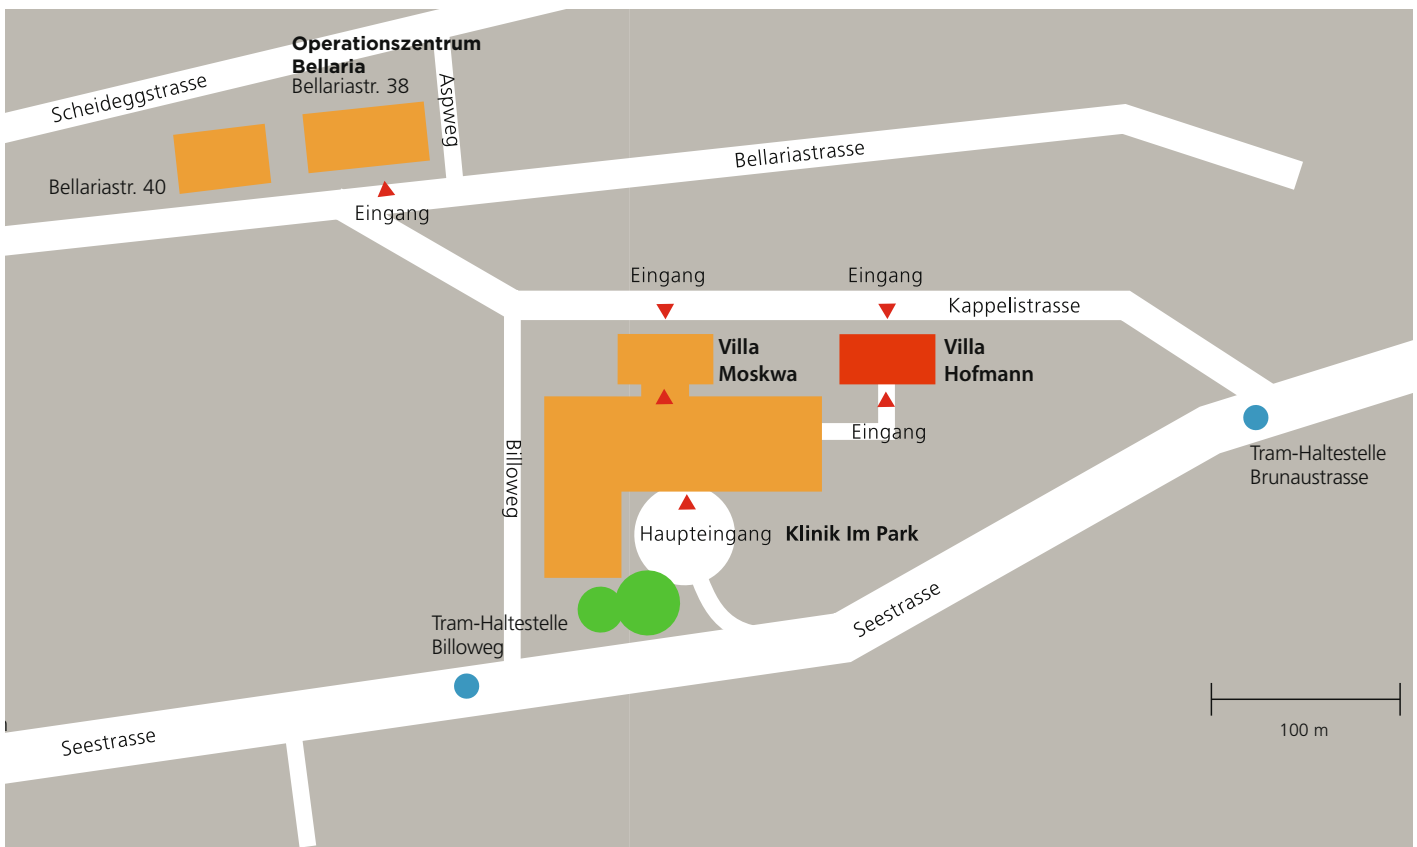 Operationszentrum
Bellaria
Bellariastr. 38
Scheideggstrasse
Aspweg
Bellariastr. 40
Bellariastrasse
Eingang
Eingang
Eingang
Kappelistrasse
Villa
Moskwa
Villa
Hofmann
Eingang
Billoweg
Tram-Haltestelle
Brunaustrasse
Haupteingang
Klinik Im Park
Seestrasse
Tram-Haltestelle
Billoweg
Seestrasse
100 m